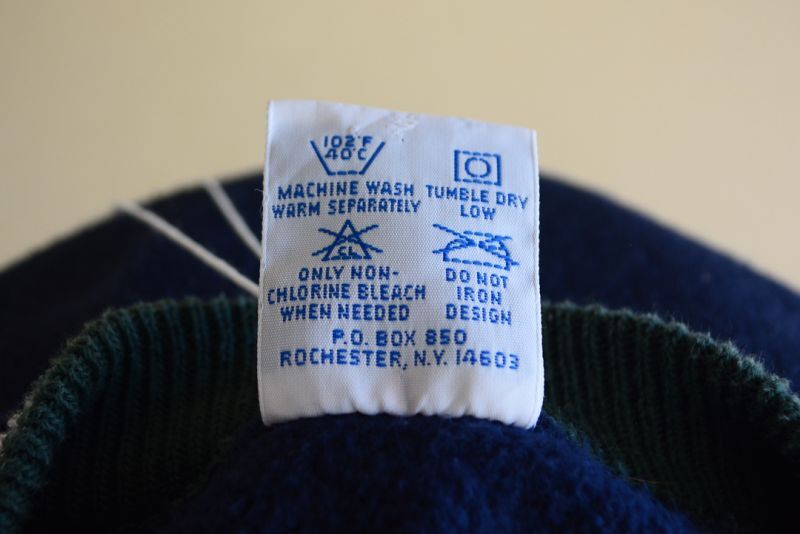 102°F
40°C
MACHINE WASH
WARM SEPARATELY
TUMBLE DRY
LOW
CL
ONLY NON-
CHLORINE BLEACH
WHEN NEEDED
DO NOT
IRON
DESIGN
P.O. BOX 850
ROCHESTER, N.Y. 14603